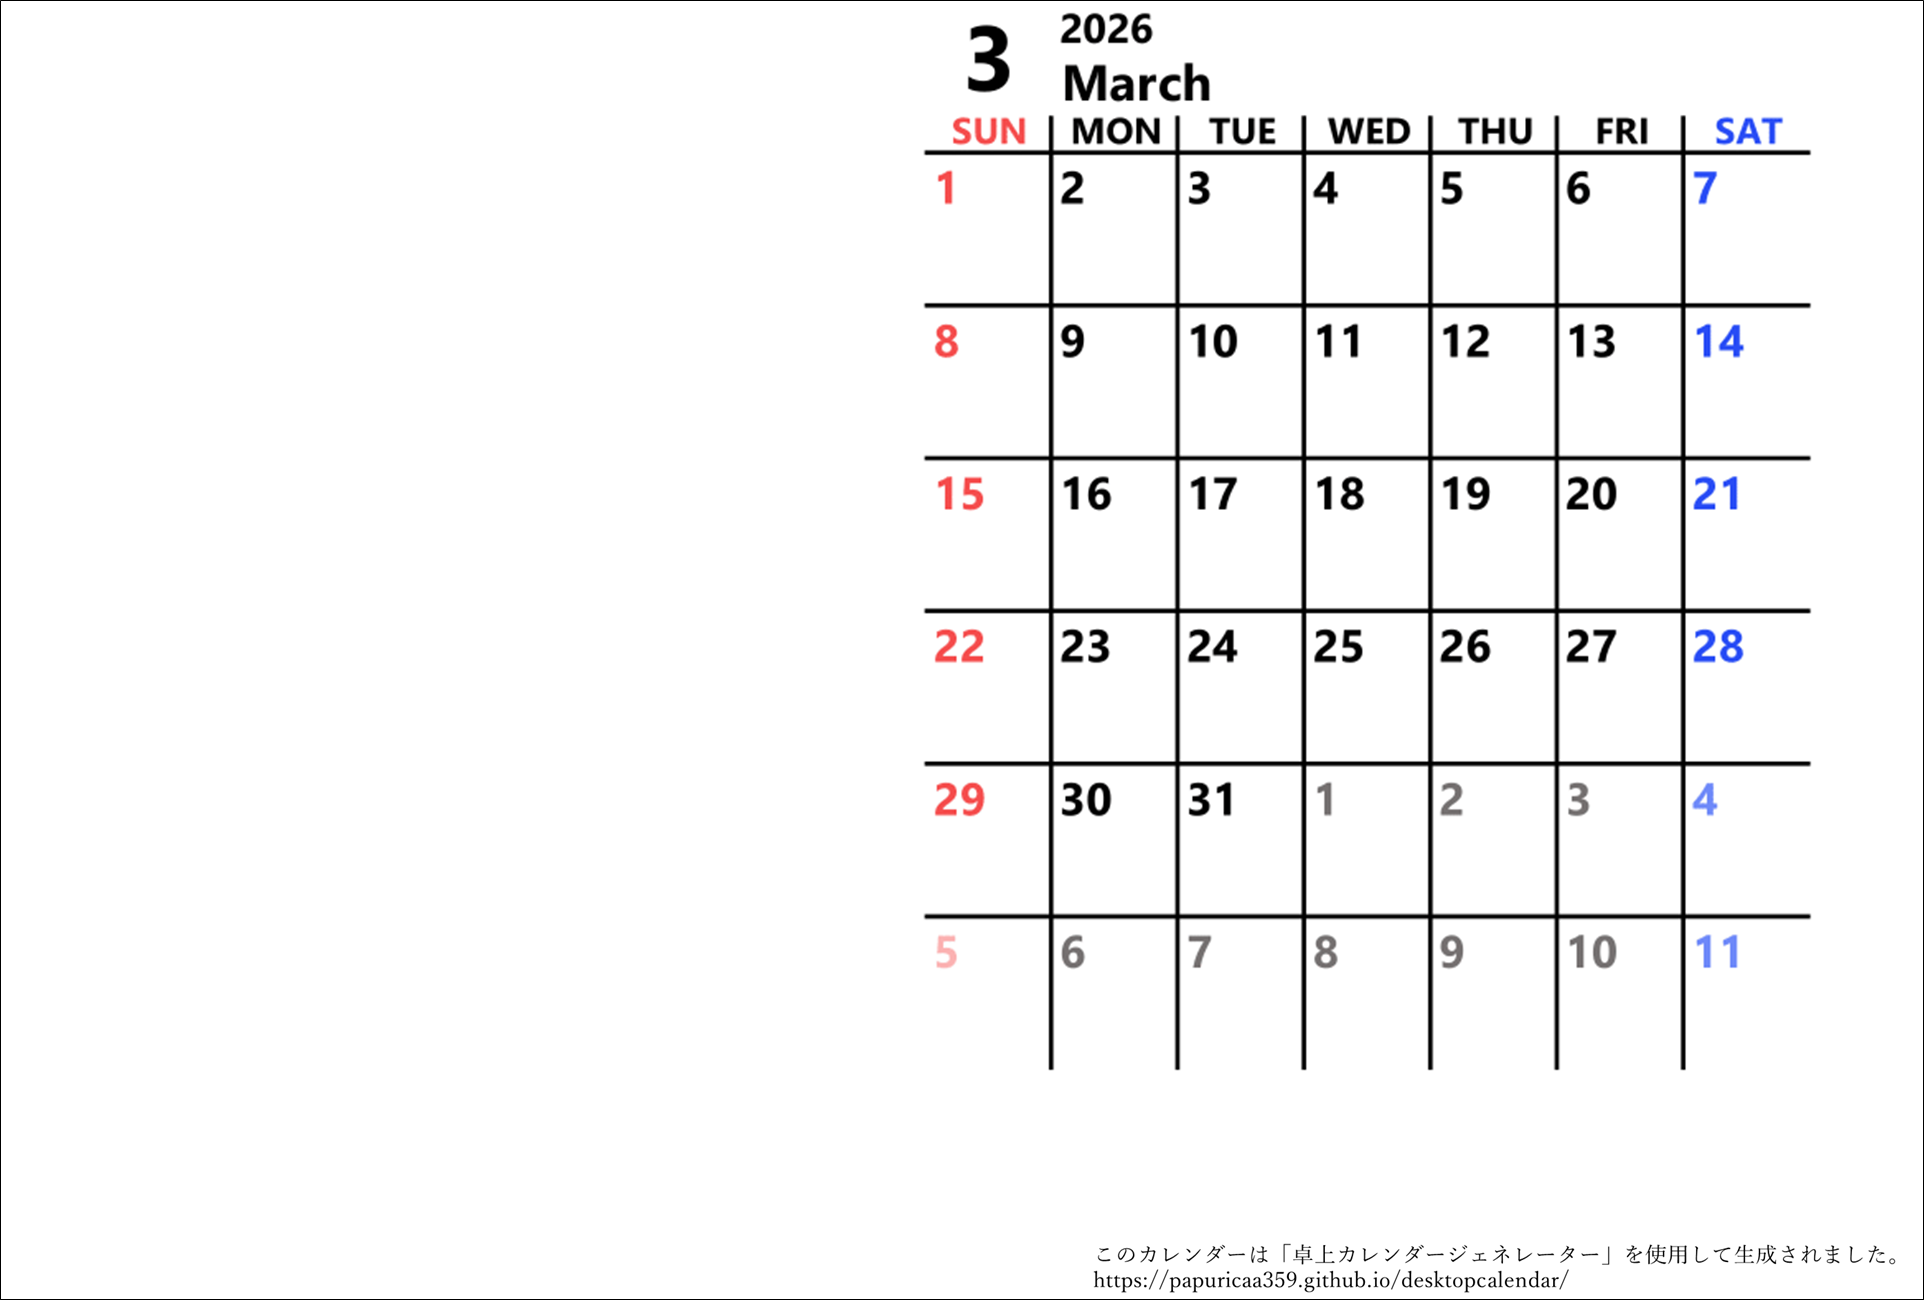 3
2026
March
SUN MON TUE WED THU FRI SAT
1 2 3 4 5 6 7
8 9 10 11 12 13 14
15 16 17 18 19 20 21
22 23 24 25 26 27 28
29 30 31 1 2 3 4
5 6 7 8 9 10 11
このカレンダーは「卓上カレンダージェネレーター」を使用して生成されました。
https://papuricaa359.github.io/desktopcalendar/